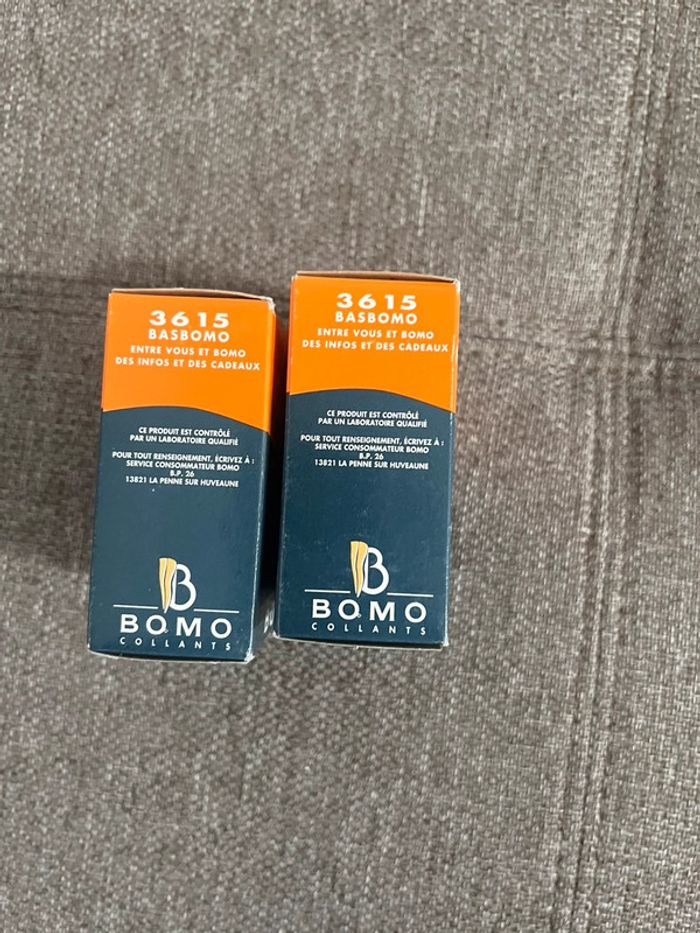 3615
BASBOMO
ENTRE VOUS ET BOMO
DES INFOS ET DES CADEAUX
CE PRODUIT EST CONTRÔLÉ
PAR UN LABORATOIRE QUALIFIÉ
POUR TOUT RENSEIGNEMENT, ÉCRIVEZ À :
SERVICE CONSOMMATEUR BOMO
B.P. 26
13821 LA PENNE SUR HUVEAUNE
B
BOMO
COLLANTS
3615
BASBOMO
ENTRE VOUS ET BOMO
DES INFOS ET DES CADEAUX
CE PRODUIT EST CONTRÔLÉ
PAR UN LABORATOIRE QUALIFIÉ
POUR TOUT RENSEIGNEMENT, ÉCRIVEZ À :
SERVICE CONSOMMATEUR BOMO
B.P. 26
13821 LA PENNE SUR HUVEAUNE
B
BOMO
COLLANTS